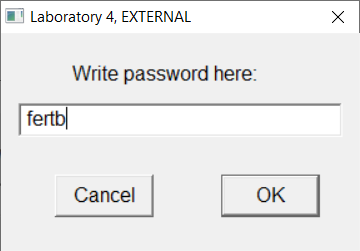 Laboratory 4, EXTERNAL
Write password here:
fertb
Cancel OK